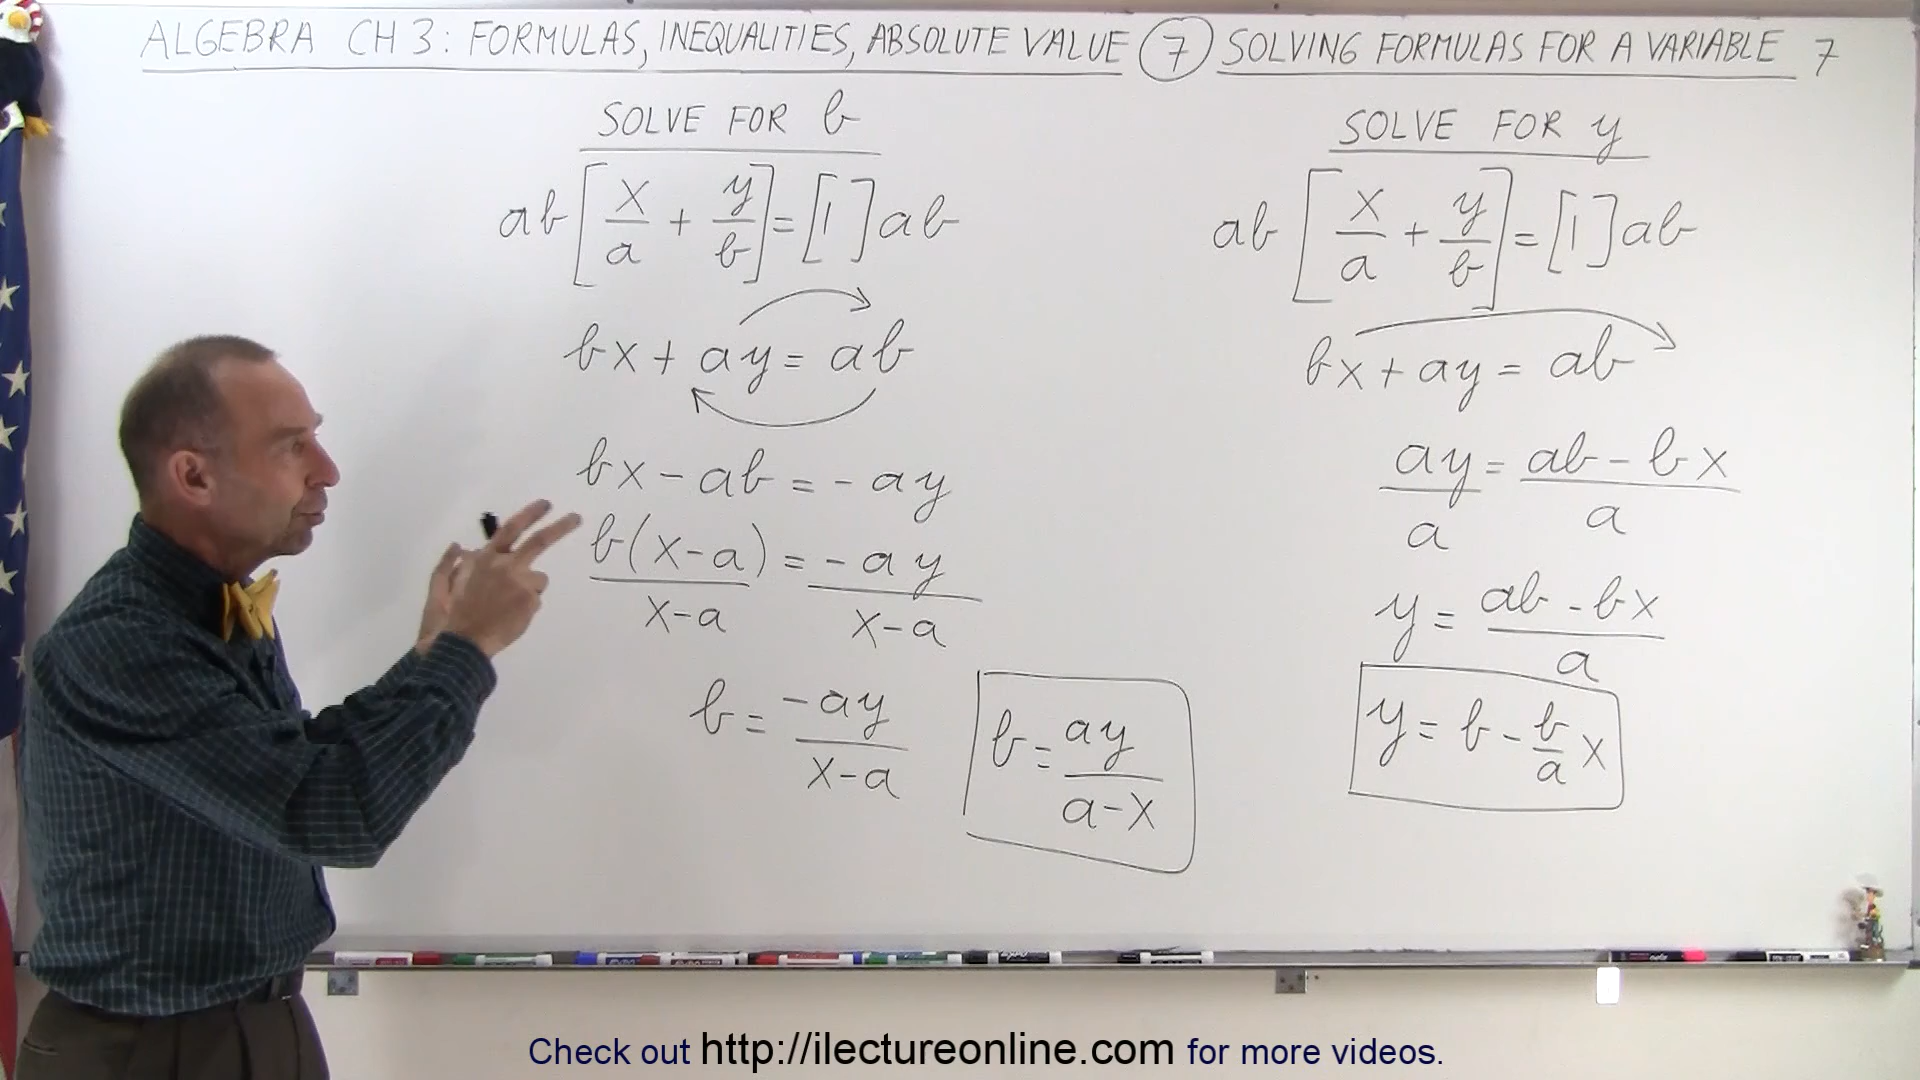 ALGEBRA CH 3: FORMULAS, INEQUALITIES, ABSOLUTE VALUE 7 SOLVING FORMULAS FOR A VARIABLE 7
SOLVE FOR b
ab [x/a + y/b] = [1] ab
bx + ay = ab
bx - ab = - ay
b(x-a)/x-a = - ay/x-a
b = -ay/x-a
b = ay/a-x
SOLVE FOR y
ab [x/a + y/b] = [1] ab
bx + ay = ab
ay/a = ab - bx/a
y = ab - bx/a
y = b - b/a x
Check out http://ilectureonline.com for more videos.